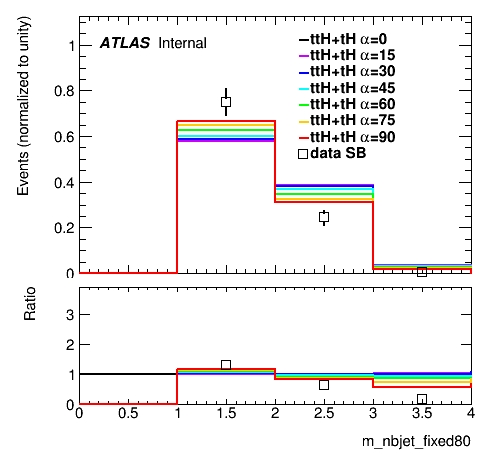 ATLAS Internal
ttH+tH α=0
ttH+tH α=15
ttH+tH α=30
ttH+tH α=45
ttH+tH α=60
ttH+tH α=75
ttH+tH α=90
data SB
Events (normalized to unity)
1
0.8
0.6
0.4
0.2
0
Ratio
3
2
1
0
0 0.5 1 1.5 2 2.5 3 3.5 4
m_nbjet_fixed80